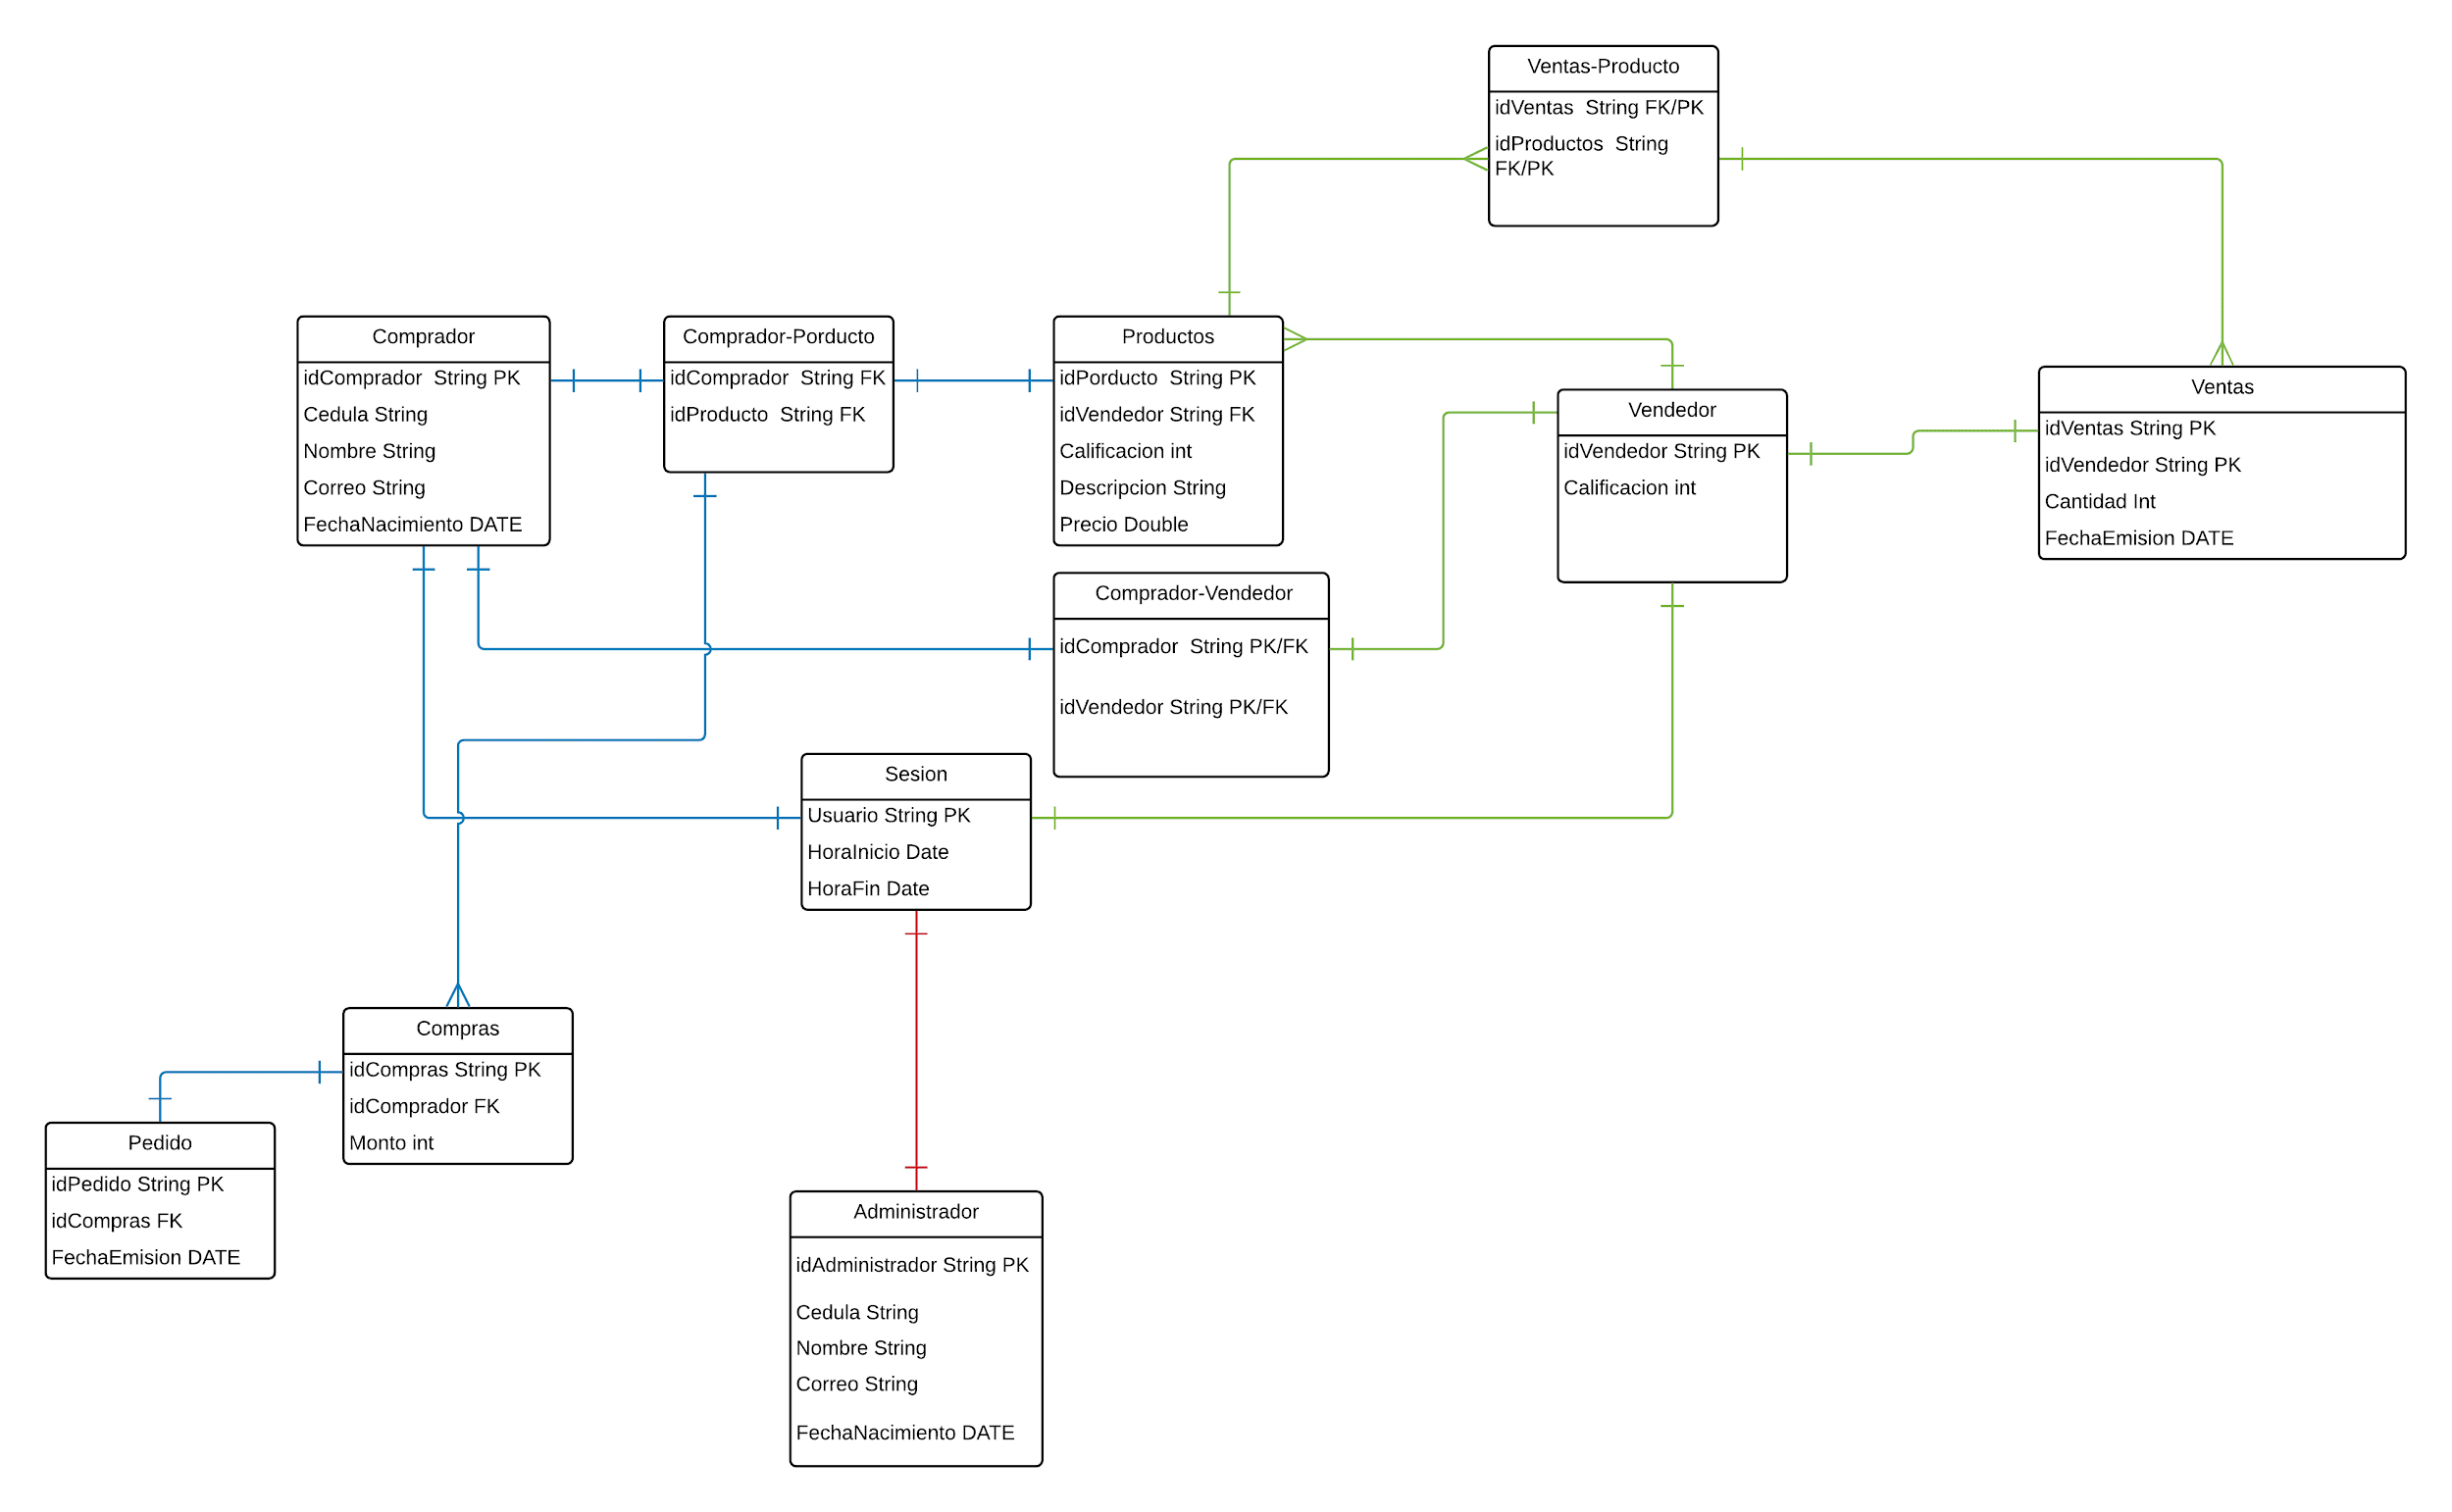 Ventas-Producto
idVentas  String FK/PK
idProductos  String
FK/PK
Comprador
idComprador  String PK
Cedula String
Nombre String
Correo String
FechaNacimiento DATE
Comprador-Porducto
idComprador  String FK
idProducto  String FK
Productos
idPorducto  String PK
idVendedor String FK
Calificacion int
Descripcion String
Precio Double
Vendedor
idVendedor String PK
Calificacion int
Ventas
idVentas String PK
idVendedor String PK
Cantidad Int
FechaEmision DATE
Comprador-Vendedor
idComprador  String PK/FK
idVendedor String PK/FK
Sesion
Usuario String PK
HoraInicio Date
HoraFin Date
Compras
idCompras String PK
idComprador FK
Monto int
Pedido
idPedido String PK
idCompras FK
FechaEmision DATE
Administrador
idAdministrador String PK
Cedula String
Nombre String
Correo String
FechaNacimiento DATE